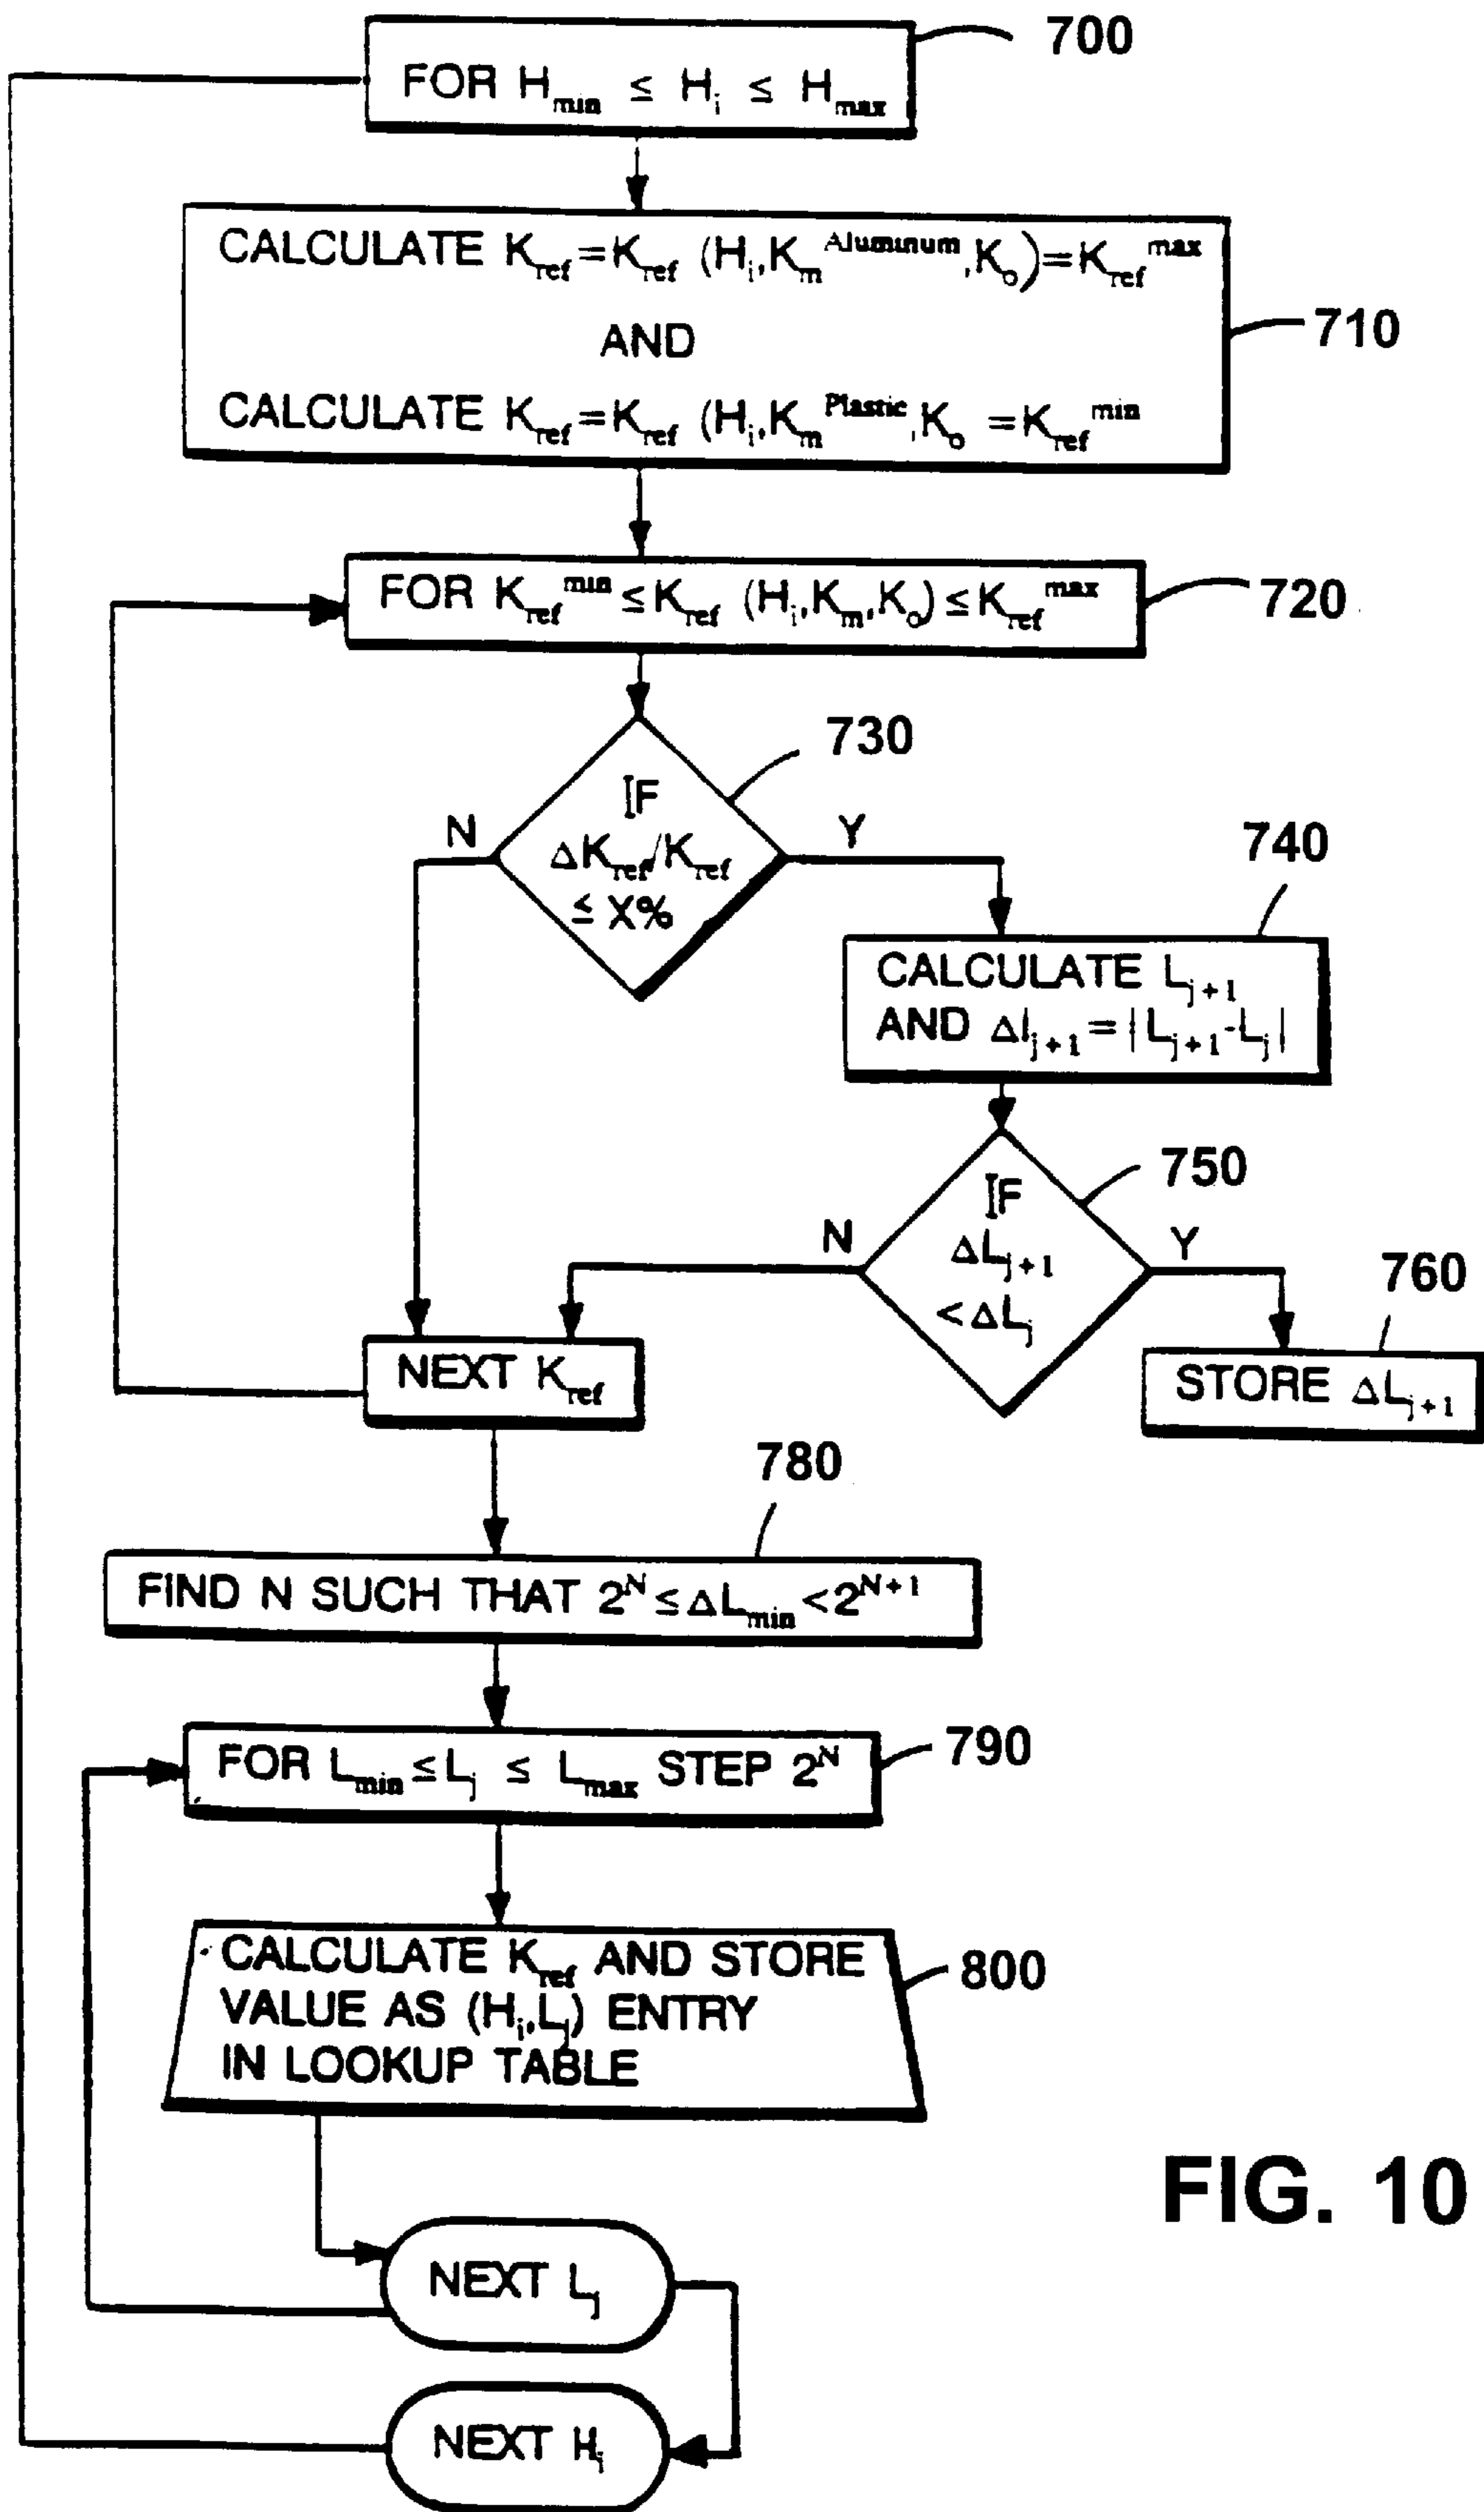 700
FOR H_min ≤ H_i ≤ H_max
CALCULATE K_ref=K_ref (H_i,K_m^Aluminum,K_o)=K_ref^max
AND
710
CALCULATE K_ref=K_ref (H_i,K_m^Plastic,K_o =K_ref^min
FOR K_ref^min ≤ K_ref (H_i,K_m,K_o) ≤ K_ref^max
720
730
IF
N
Y
ΔK_ref/K_ref
≤ X%
740
CALCULATE L_j+1
AND Δl_j+1 = | L_j+1 - L_j |
750
IF
N
Y
ΔL_j+1
< ΔL_j
760
NEXT K_ref
STORE ΔL_j+1
780
FIND N SUCH THAT 2^N ≤ ΔL_min < 2^N+1
790
FOR L_min ≤ L_j ≤ L_max STEP 2^N
CALCULATE K_ref AND STORE
800
VALUE AS (H_i,L_j) ENTRY
IN LOOKUP TABLE
FIG. 10
NEXT L_j
NEXT H_j